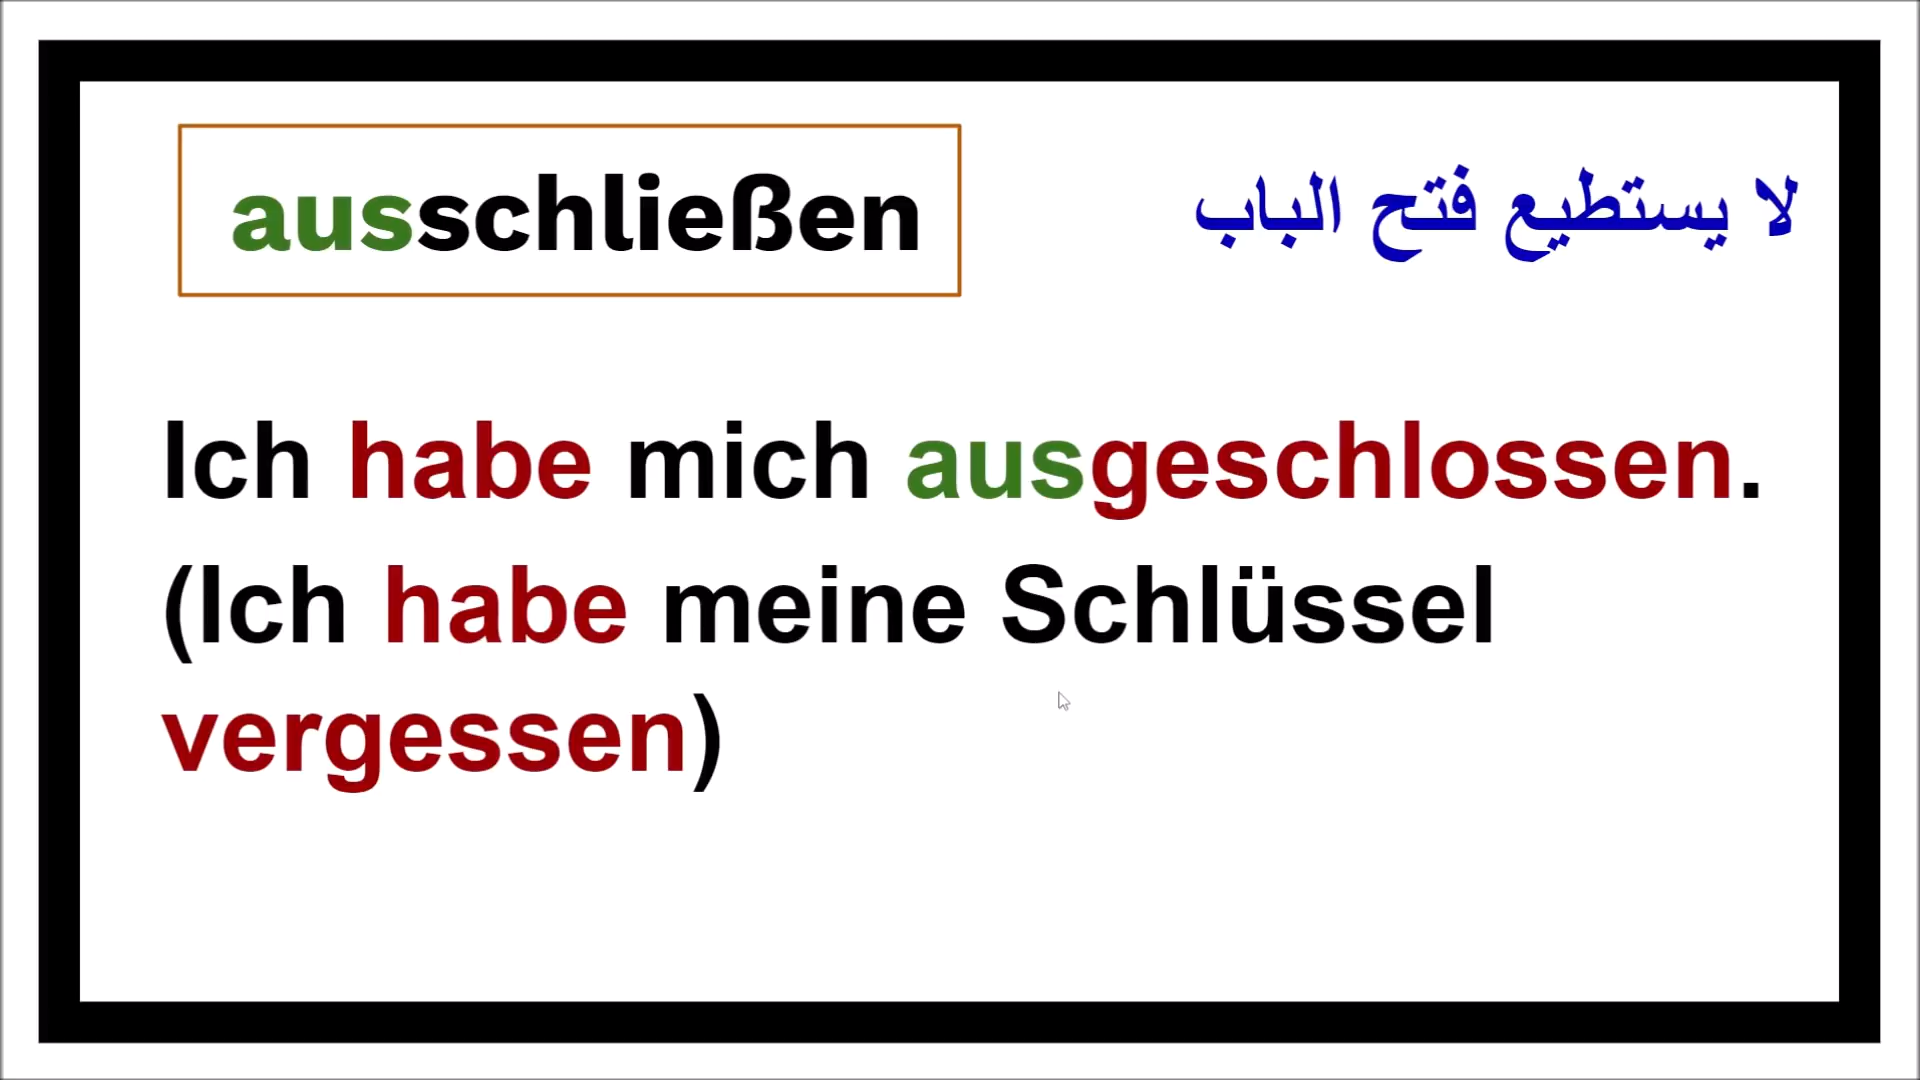 ausschließen
لا يستطيع فتح الباب
Ich habe mich ausgeschlossen.
(Ich habe meine Schlüssel
vergessen)